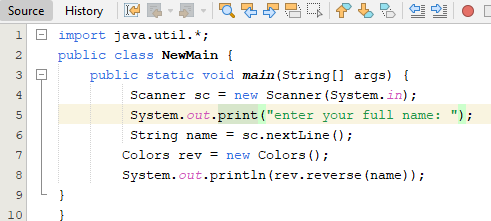 Source History
1 import java.util.*;
2 public class NewMain {
3 public static void main(String[] args) {
4 Scanner sc = new Scanner(System.in);
5 System.out.print("enter your full name: ");
6 String name = sc.nextLine();
7 Colors rev = new Colors();
8 System.out.println(rev.reverse(name));
9 }
10 }